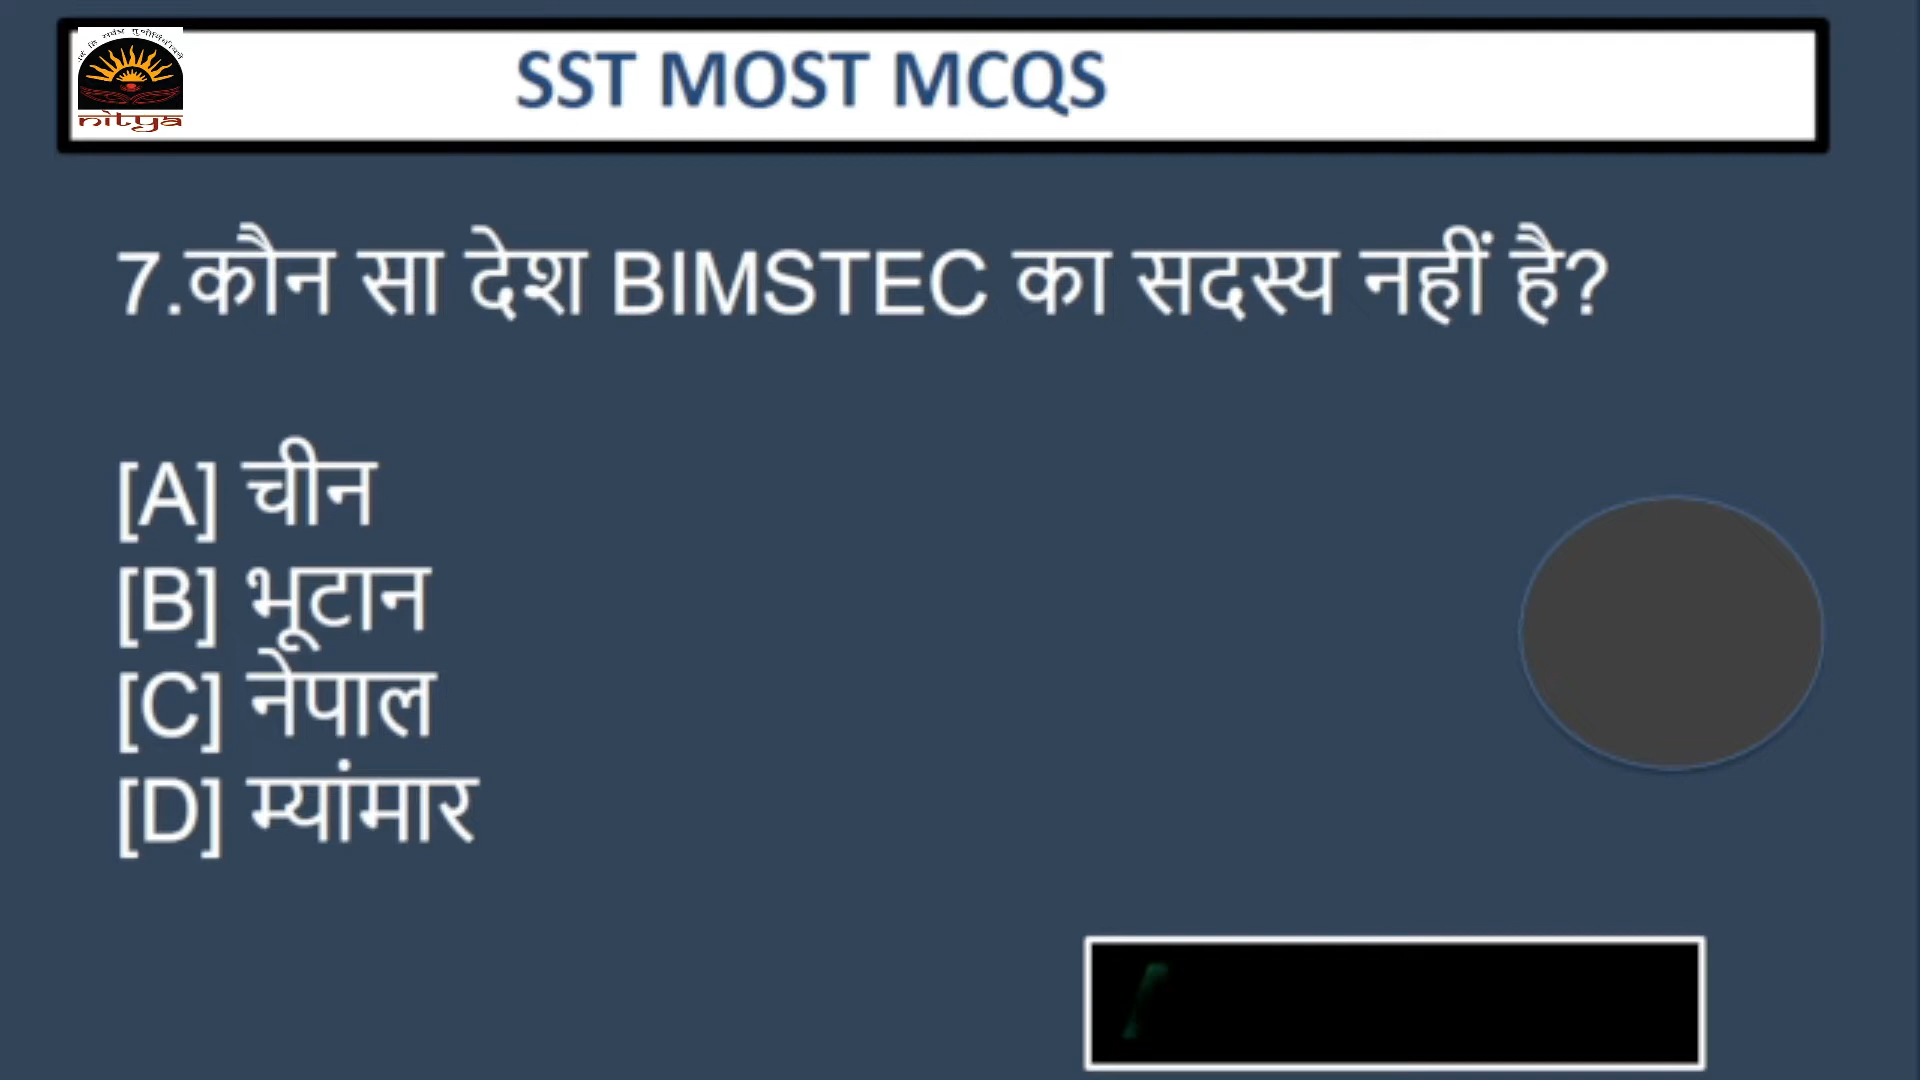 SST MOST MCQS
nitya
7.कौन सा देश BIMSTEC का सदस्य नहीं है?
[A] चीन
[B] भूटान
[C] नेपाल
[D] म्यांमार